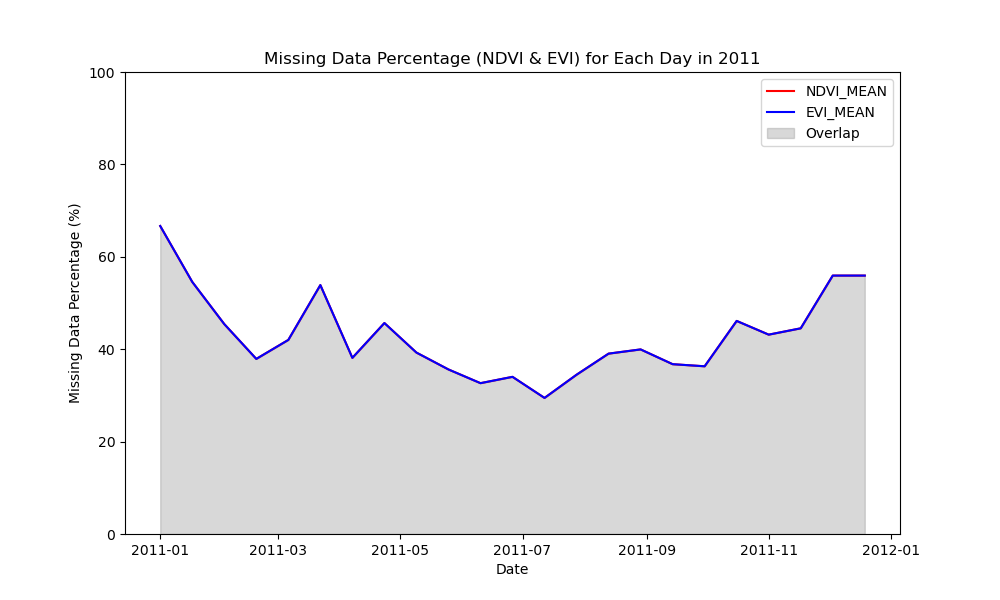 Missing Data Percentage (NDVI & EVI) for Each Day in 2011
100
80
60
40
20
0
Missing Data Percentage (%)
NDVI_MEAN
EVI_MEAN
Overlap
2011-01 2011-03 2011-05 2011-07 2011-09 2011-11 2012-01
Date